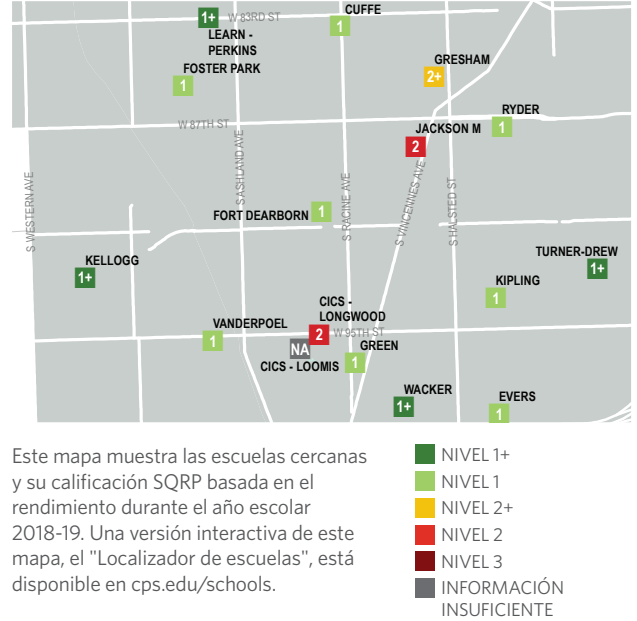 CUFFE
1
W 83RD ST
1+
LEARN -
PERKINS
FOSTER PARK
1
GRESHAM
2+
RYDER
1
W 87TH ST
JACKSON M
2
S WESTERN AVE
S ASHLAND AVE
S RACINE AVE
S VINCENNES AVE
S HALSTED ST
FORT DEARBORN
1
KELLOGG
1+
TURNER-DREW
1+
KIPLING
1
CICS -
LONGWOOD
2
W 95TH ST
VANDERPOEL
1
NA
CICS - LOOMIS
GREEN
1
WACKER
1+
EVERS
1
Este mapa muestra las escuelas cercanas
y su calificación SQRP basada en el
rendimiento durante el año escolar
2018-19. Una versión interactiva de este
mapa, el "Localizador de escuelas", está
disponible en cps.edu/schools.
NIVEL 1+
NIVEL 1
NIVEL 2+
NIVEL 2
NIVEL 3
INFORMACIÓN
INSUFICIENTE